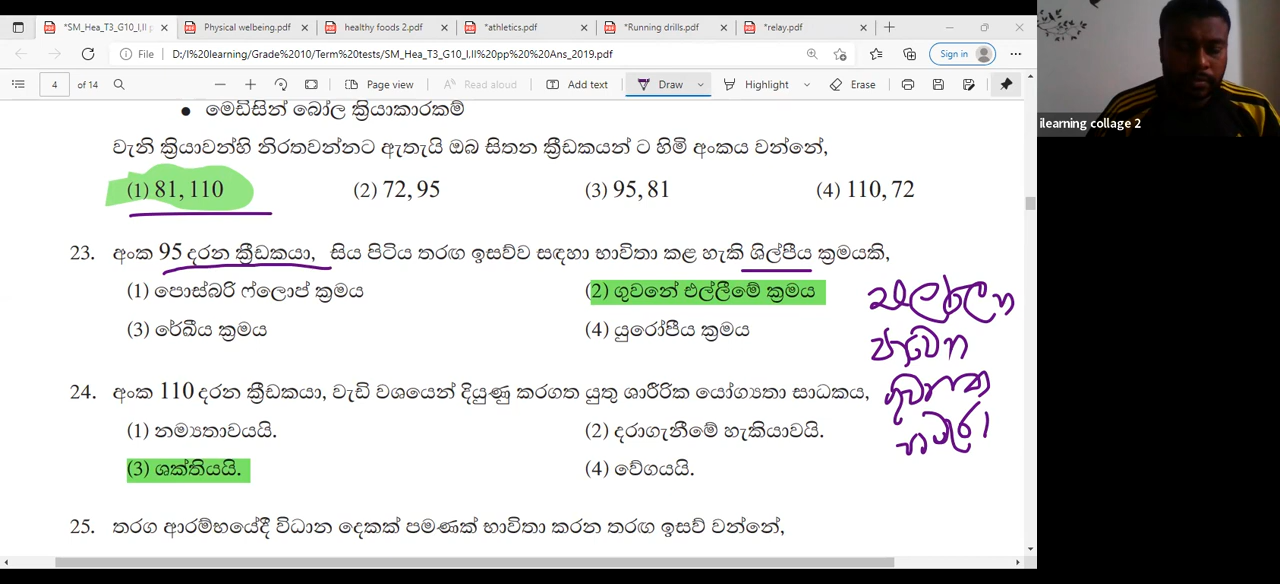 *SM_Hea_T3_G10_I,II p
Physical welbeing.pdf
healthy foods 2.pdf
*athletics.pdf
*Running drills.pdf
*relay.pdf
File
D:/I%20learning/Grade%2010/Term%20tests/SM_Hea_T3_G10_I.II%20pp%20%20Ans_2019.pdf
Sign in
4 of 14
Page view
Read aloud
Add text
Draw
Highlight
Erase
ilearning collage 2
• මෙඩිසින් බෝල ක්‍රියාකාරකම්
වැනි ක්‍රියාවන්හි නිරතවන්නට ඇතැයි ඔබ සිතන ක්‍රීඩකයන් ට හිමි අංකය වන්නේ,
(1) 81, 110 (2) 72, 95 (3) 95, 81 (4) 110, 72
23. අංක 95 දරන ක්‍රීඩකයා, සිය පිටිය තරඟ ඉසව්ව සඳහා භාවිතා කළ හැකි ශිල්පීය ක්‍රමයකි,
(1) පොස්බරි ෆ්ලොප් ක්‍රමය (2) ගුවනේ එල්ලීමේ ක්‍රමය
(3) රේඛීය ක්‍රමය (4) යුරෝපීය ක්‍රමය
24. අංක 110 දරන ක්‍රීඩකයා, වැඩි වශයෙන් දියුණු කරගත යුතු ශාරීරික යෝග්‍යතා සාධකය,
(1) නම්‍යතාවයයි. (2) දරාගැනීමේ හැකියාවයි.
(3) ශක්තියයි. (4) වේගයයි.
25. තරග ආරම්භයේදී විධාන දෙකක් පමණක් භාවිතා කරන තරඟ ඉසව් වන්නේ,